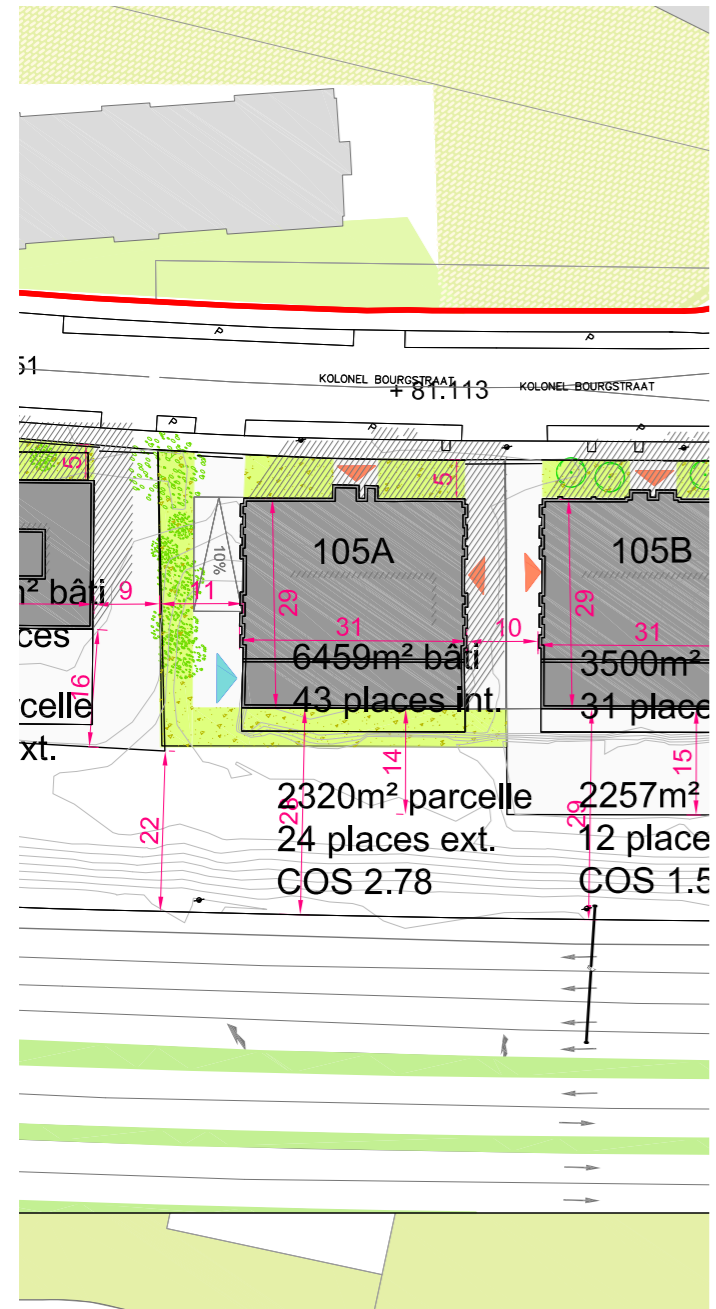 P
P
51
KOLONEL BOURGSTRAAT
+ 81.113
KOLONEL BOURGSTRAAT
P
P
P
5
5
105A
105B
10%
29
29
m² bâti
9
11
31
10
31
ces
6459m² bâti
3500m²
43 places int.
31 place
16
rcelle
xt.
14
15
22
29
2320m² parcelle
2257m²
24 places ext.
12 place
COS 2.78
COS 1.5